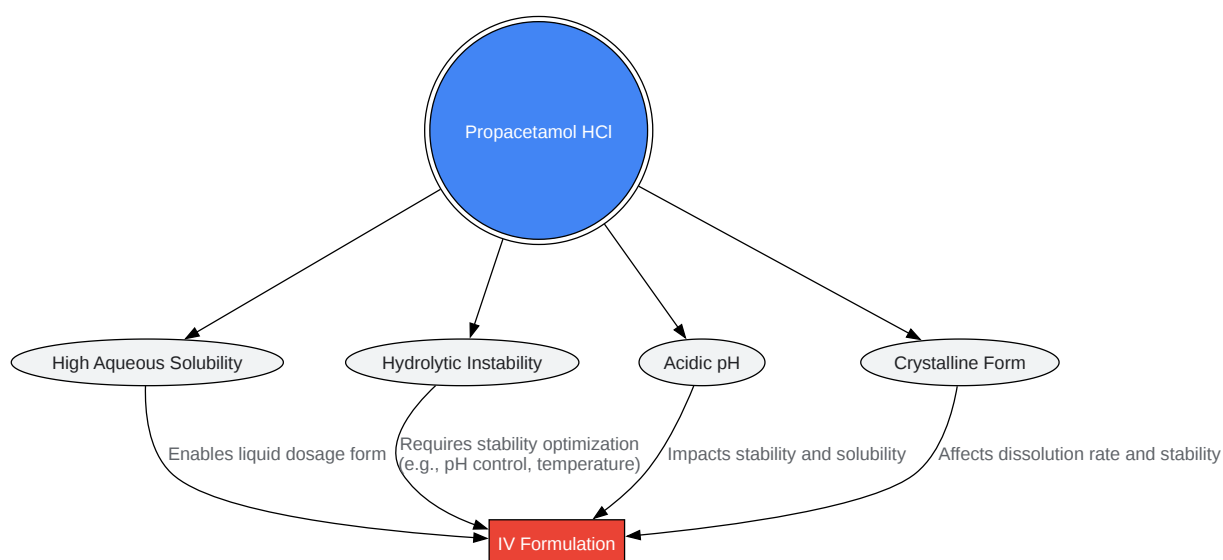 Propacetamol HCl
High Aqueous Solubility
Hydrolytic Instability
Acidic pH
Crystalline Form
Enables liquid dosage form
Requires stability optimization
(e.g., pH control, temperature)
Impacts stability and solubility
Affects dissolution rate and stability
IV Formulation